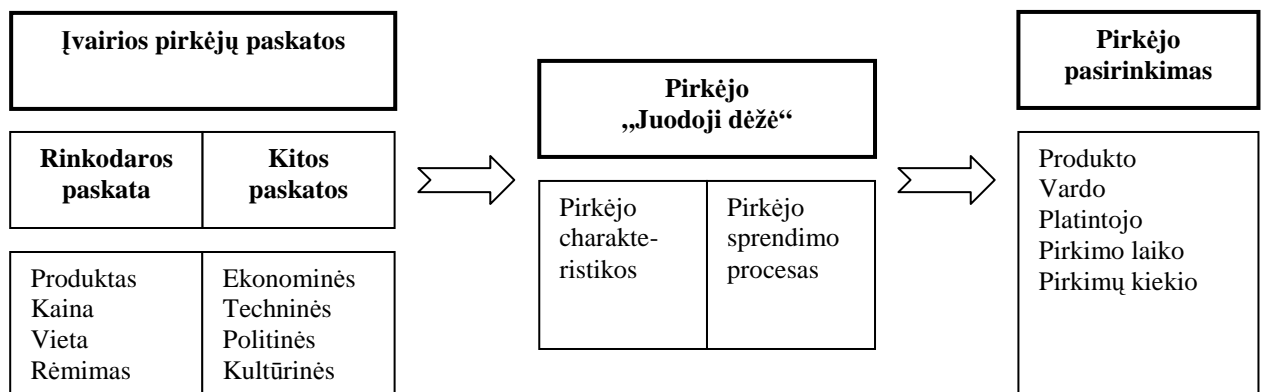 Įvairios pirkėjų paskatos
Rinkodaros
paskata
Kitos
paskatos
Produktas
Kaina
Vieta
Rėmimas
Ekonominės
Techninės
Politinės
Kultūrinės
Pirkėjo
„Juodoji dėžė“
Pirkėjo
charakte-
ristikos
Pirkėjo
sprendimo
procesas
Pirkėjo
pasirinkimas
Produkto
Vardo
Platintojo
Pirkimo laiko
Pirkimų kiekio